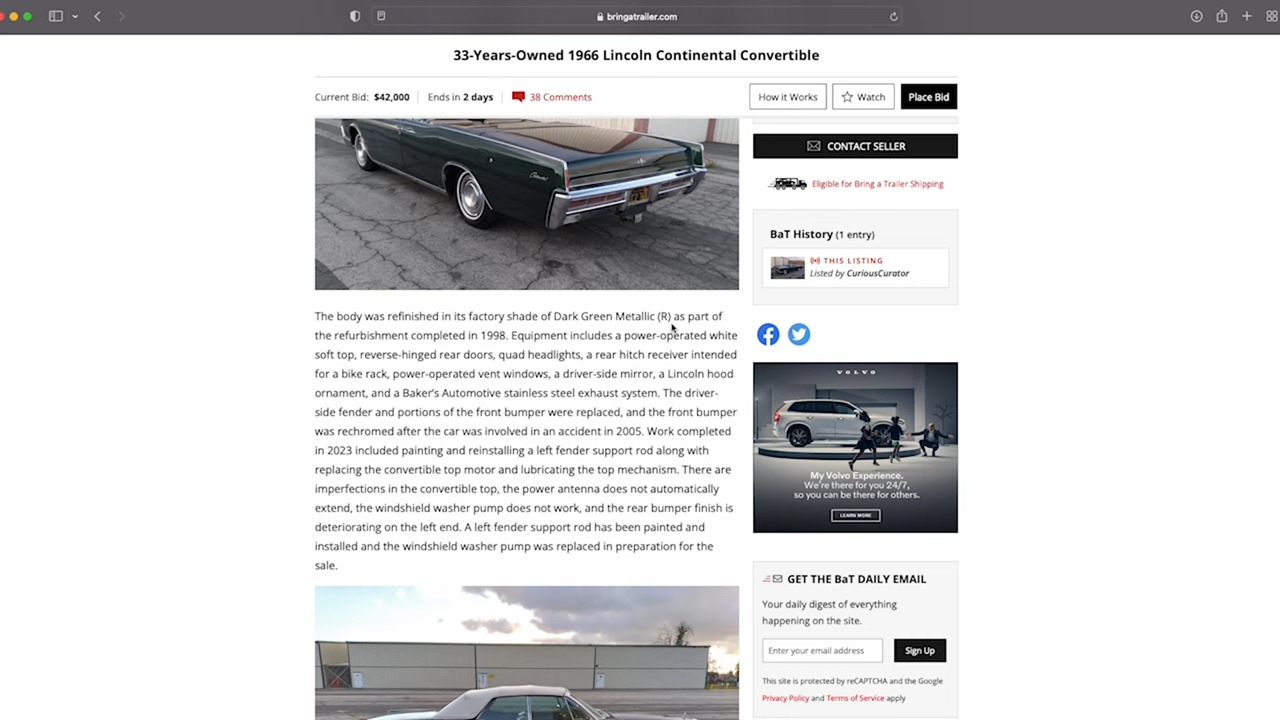 bringatrailer.com
33-Years-Owned 1966 Lincoln Continental Convertible
Current Bid: $42,000
Ends in 2 days
38 Comments
How it Works
Watch
Place Bid
CONTACT SELLER
Eligible for Bring a Trailer Shipping
BaT History (1 entry)
THIS LISTING
Listed by CuriousCurator
The body was refinished in its factory shade of Dark Green Metallic (R) as part of
the refurbishment completed in 1998. Equipment includes a power-operated white
soft top, reverse-hinged rear doors, quad headlights, a rear hitch receiver intended
for a bike rack, power-operated vent windows, a driver-side mirror, a Lincoln hood
ornament, and a Baker's Automotive stainless steel exhaust system. The driver-
side fender and portions of the front bumper were replaced, and the front bumper
was rechromed after the car was involved in an accident in 2005. Work completed
in 2023 included painting and reinstalling a left fender support rod along with
replacing the convertible top motor and lubricating the top mechanism. There are
imperfections in the convertible top, the power antenna does not automatically
extend, the windshield washer pump does not work, and the rear bumper finish is
deteriorating on the left end. A left fender support rod has been painted and
installed and the windshield washer pump was replaced in preparation for the
sale.
VOLVO
My Volvo Experience.
We're there for you 24/7,
so you can be there for others.
LEARN MORE
GET THE BaT DAILY EMAIL
Your daily digest of everything
happening on the site.
Enter your email address
Sign Up
This site is protected by reCAPTCHA and the Google
Privacy Policy and Terms of Service apply